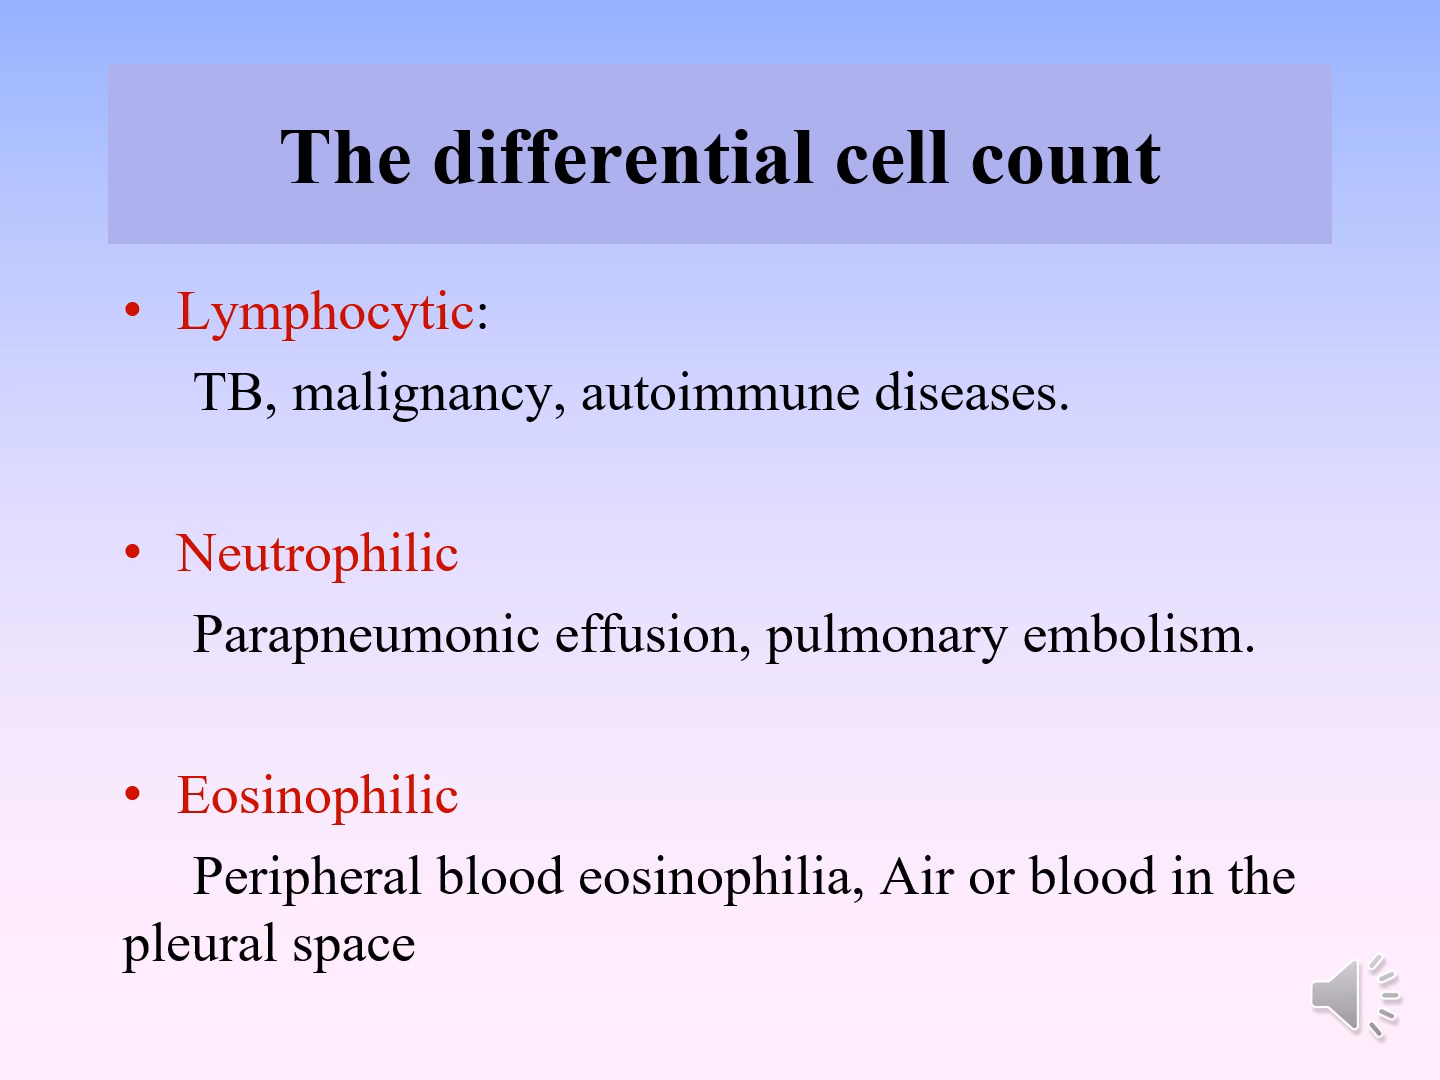 The differential cell count
• Lymphocytic:
TB, malignancy, autoimmune diseases.
• Neutrophilic
Parapneumonic effusion, pulmonary embolism.
• Eosinophilic
Peripheral blood eosinophilia, Air or blood in the
pleural space